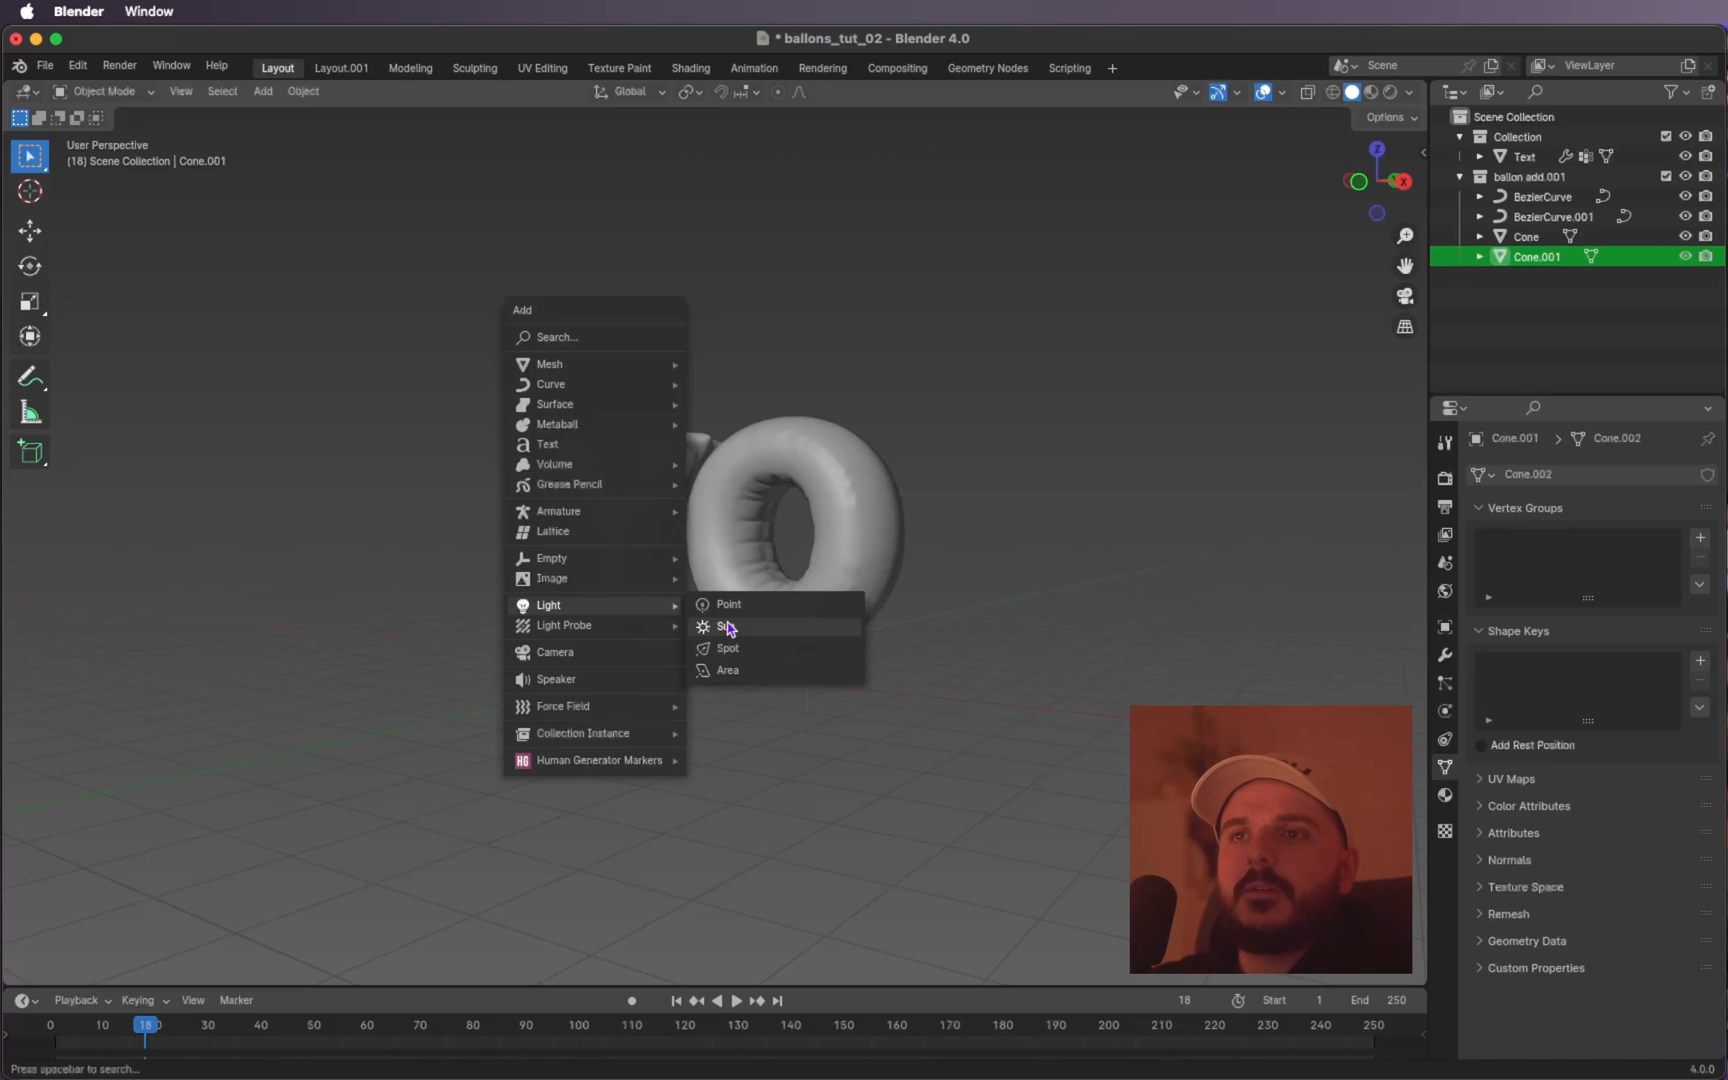 Blender Window
* ballons_tut_02 - Blender 4.0
File Edit Render Window Help
Layout Layout.001 Modeling Sculpting UV Editing Texture Paint Shading Animation Rendering Compositing Geometry Nodes Scripting +
Scene
ViewLayer
Object Mode View Select Add Object
Global
Options
User Perspective
(18) Scene Collection | Cone.001
Z
X
Scene Collection
Collection
Text
ballon add.001
BezierCurve
BezierCurve.001
Cone
Cone.001
Add
Search...
Mesh
Curve
Surface
Metaball
Text
Volume
Grease Pencil
Armature
Lattice
Empty
Image
Light
Light Probe
Camera
Speaker
Force Field
Collection Instance
HG Human Generator Markers
Point
Spot
Area
Cone.001 > Cone.002
Cone.002
Vertex Groups
Shape Keys
Add Rest Position
UV Maps
Color Attributes
Attributes
Normals
Texture Space
Remesh
Geometry Data
Custom Properties
Playback Keying View Marker
18 Start 1 End 250
0 10 18 30 40 50 60 70 80 90 100 110 120 130 140 150 160 170 180 190 200 210 220 230 240 250
Press spacebar to search...
4.0.0